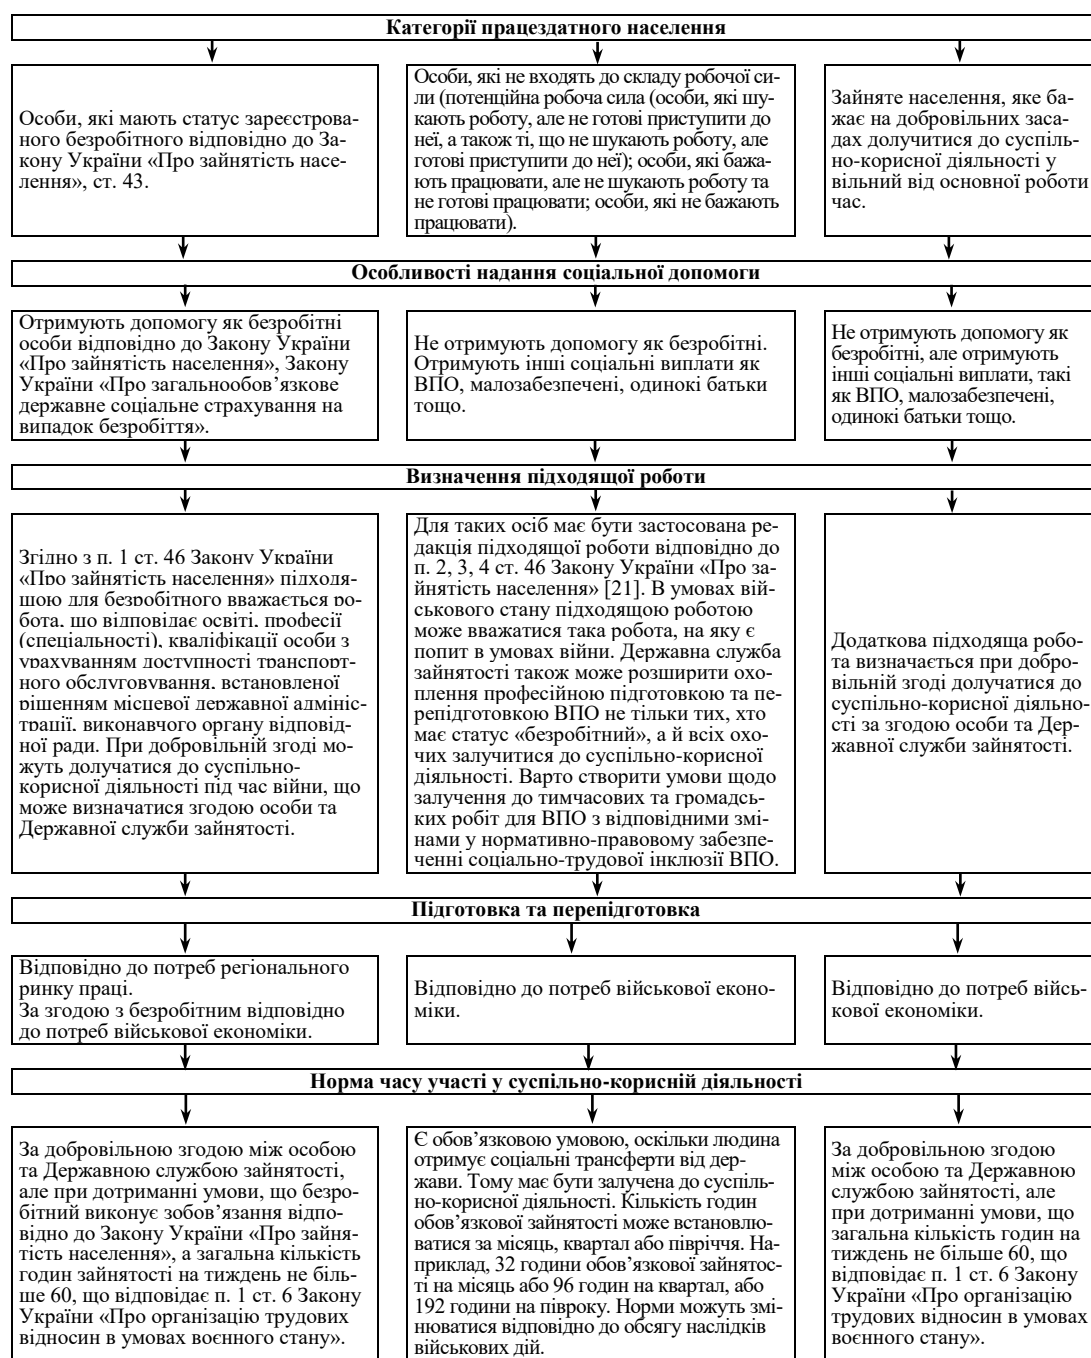 Категорії працездатного населення
Особи, які мають статус зареєстрова-
ного безробітного відповідно до За-
кону України «Про зайнятість насе-
лення», ст. 43.
Особи, які не входять до складу робочої си-
ли (потенційна робоча сила (особи, які шу-
кають роботу, але не готові приступити до
неї, а також ті, що не шукають роботу, але
готові приступити до неї); особи, які бажа-
ють працювати, але не шукають роботу та
не готові працювати; особи, які не бажають
працювати).
Зайняте населення, яке ба-
жає на добровільних заса-
дах долучитися до суспіль-
но-корисної діяльності у
вільний від основної роботи
час.
Особливості надання соціальної допомоги
Отримують допомогу як безробітні
особи відповідно до Закону України
«Про зайнятість населення», Закону
України «Про загальнообов’язкове
державне соціальне страхування на
випадок безробіття».
Не отримують допомогу як безробітні.
Отримують інші соціальні виплати як
ВПО, малозабезпечені, одинокі батьки
тощо.
Не отримують допомогу як
безробітні, але отримують
інші соціальні виплати, такі
як ВПО, малозабезпечені,
одинокі батьки тощо.
Визначення підходящої роботи
Згідно з п. 1 ст. 46 Закону України
«Про зайнятість населення» підходя-
щою для безробітного вважається ро-
бота, що відповідає освіті, професії
(спеціальності), кваліфікації особи з
урахуванням доступності транспорт-
ного обслуговування, встановленої
рішенням місцевої державної адмініс-
трації, виконавчого органу відповід-
ної ради. При добровільній згоді мо-
жуть долучатися до суспільно-
корисної діяльності під час війни, що
може визначатися згодою особи та
Державної служби зайнятості.
Для таких осіб має бути застосована ре-
дакція підходящої роботи відповідно до
п. 2, 3, 4 ст. 46 Закону України «Про за-
йнятість населення» [21]. В умовах вій-
ськового стану підходящою роботою
може вважатися така робота, на яку є
попит в умовах війни. Державна служба
зайнятості також може розширити охо-
плення професійною підготовкою та пе-
репідготовкою ВПО не тільки тих, хто
має статус «безробітний», а й всіх охо-
чих залучитися до суспільно-корисної
діяльності. Варто створити умови щодо
залучення до тимчасових та громадсь-
ких робіт для ВПО з відповідними змі-
нами у нормативно-правовому забезпе-
ченні соціально-трудової інклюзії ВПО.
Додаткова підходяща робо-
та визначається при добро-
вільній згоді долучатися до
суспільно-корисної діяльно-
сті за згодою особи та Дер-
жавної служби зайнятості.
Підготовка та перепідготовка
Відповідно до потреб регіонального
ринку праці.
За згодою з безробітним відповідно
до потреб військової економіки.
Відповідно до потреб військової еконо-
міки.
Відповідно до потреб війсь-
кової економіки.
Норма часу участі у суспільно-корисній діяльності
За добровільною згодою між особою
та Державною службою зайнятості,
але при дотриманні умови, що безро-
бітний виконує зобов’язання відпо-
відно до Закону України «Про зайня-
тість населення», а загальна кількість
годин зайнятості на тиждень не біль-
ше 60, що відповідає п. 1 ст. 6 Закону
України «Про організацію трудових
відносин в умовах воєнного стану».
Є обов’язковою умовою, оскільки людина
отримує соціальні трансферти від дер-
жави. Тому має бути залучена до суспіль-
но-корисної діяльності. Кількість годин
обов’язкової зайнятості може встановлю-
ватися за місяць, квартал або півріччя. На-
приклад, 32 години обов’язкової зайнятос-
ті на місяць або 96 годин на квартал, або
192 години на півроку. Норми можуть змі-
нюватися відповідно до обсягу наслідків
військових дій.
За добровільною згодою
між особою та Державною
службою зайнятості, але
при дотриманні умови, що
загальна кількість годин на
тиждень не більше 60, що
відповідає п. 1 ст. 6 Закону
України «Про організацію
трудових відносин в умовах
воєнного стану».